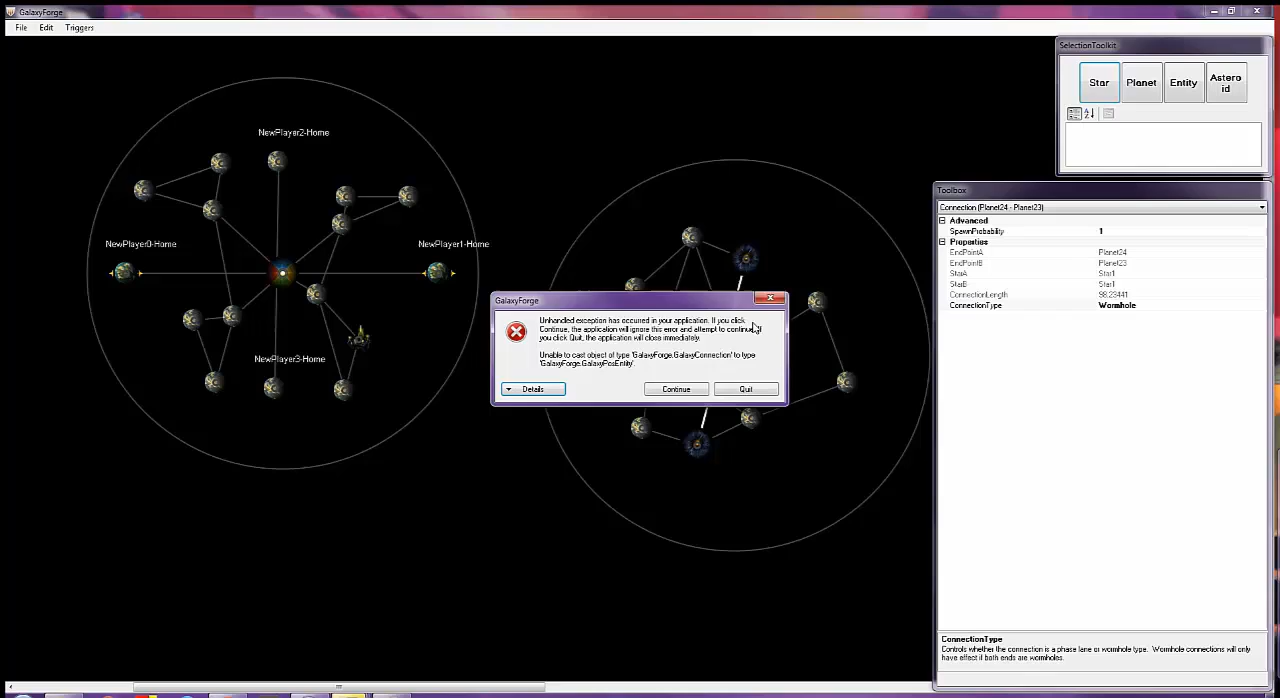 GalaxyForge
File Edit Triggers
SelectionToolkit
Star Planet Entity Astero
id
NewPlayer2-Home
NewPlayer0-Home
NewPlayer1-Home
NewPlayer3-Home
Toolbox
Connection (Planet24 - Planet23)
Advanced
SpawnProbability 1
Properties
EndPointA Planet24
EndPointB Planet23
StarA Star1
StarB Star1
ConnectionLength 98.23441
ConnectionType Wormhole
GalaxyForge
Unhandled exception has occurred in your application. If you click
Continue, the application will ignore this error and attempt to continue. If
you click Quit, the application will close immediately.
Unable to cast object of type 'GalaxyForge.GalaxyConnection' to type
'GalaxyForge.GalaxyPosEntity'.
Details Continue Quit
ConnectionType
Controls whether the connection is a phase lane or wormhole type. Wormhole connections will only
have effect if both ends are wormholes.